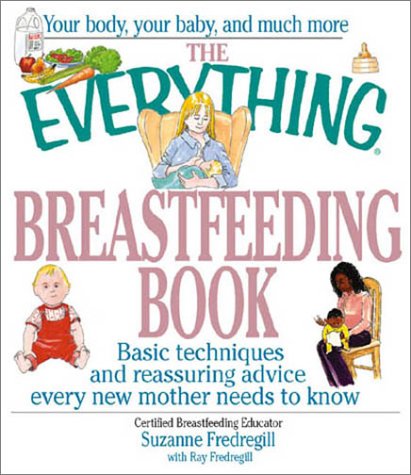 Your body, your baby, and much more
THE
EVERYTHING®
BREASTFEEDING
BOOK
Basic techniques
and reassuring advice
every new mother needs to know
Certified Breastfeeding Educator
Suzanne Fredregill
with Ray Fredregill